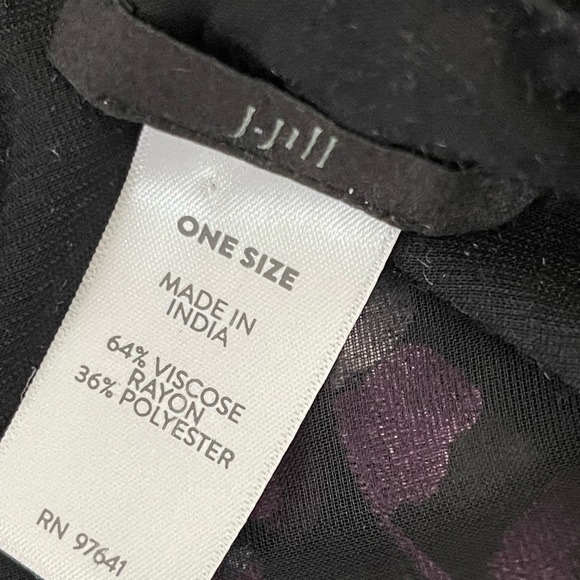 J.Jill
ONE SIZE
MADE IN
INDIA
64% VISCOSE
RAYON
36% POLYESTER
RN 97641